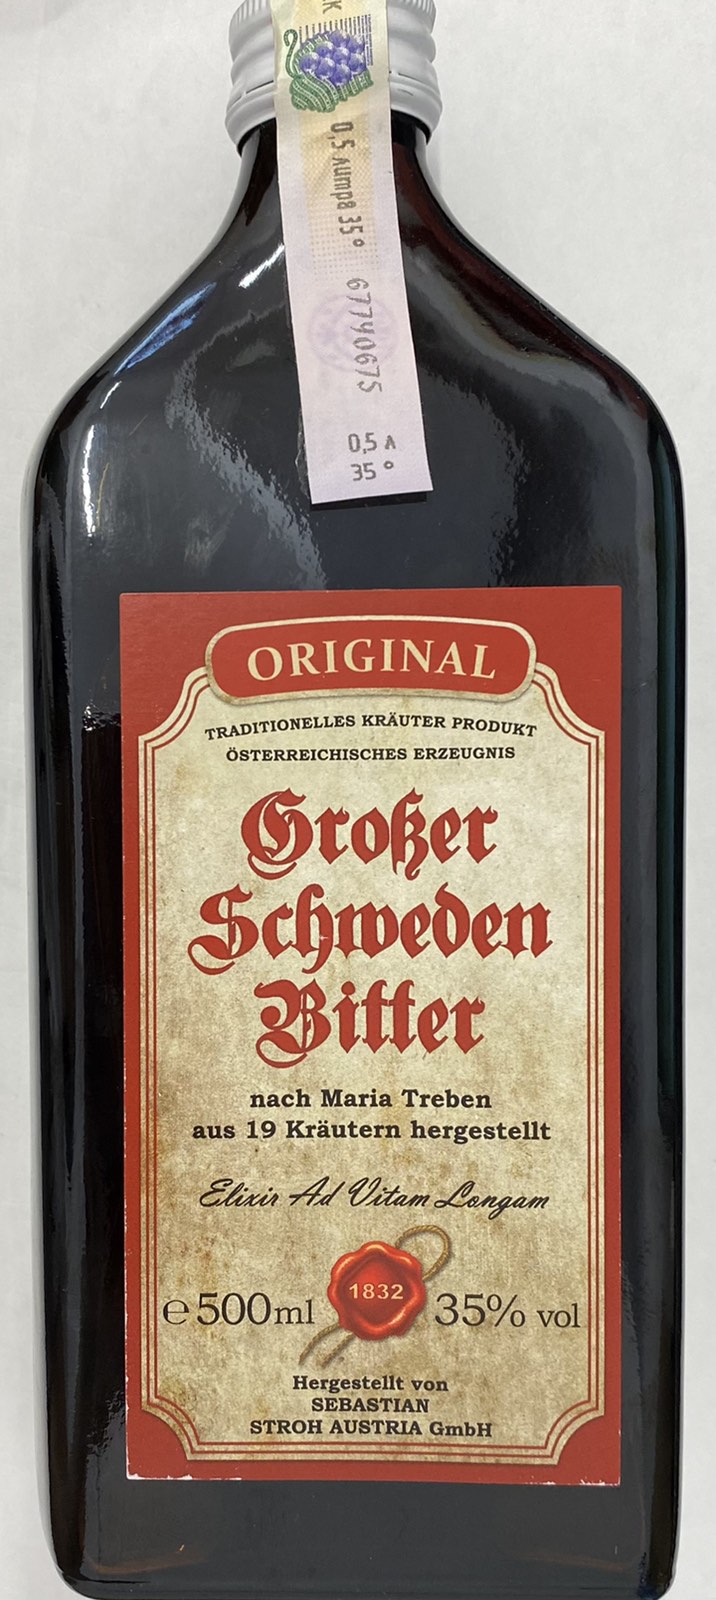 0,5 литра 35°
67740675
0,5 л
35°
ORIGINAL
TRADITIONELLES KRÄUTER PRODUKT
ÖSTERREICHISCHES ERZEUGNIS
Großer
Schweden
Bitter
nach Maria Treben
aus 19 Kräutern hergestellt
Elixir Ad Vitam Longam
1832
℮ 500ml 35% vol
Hergestellt von
SEBASTIAN
STROH AUSTRIA GmbH